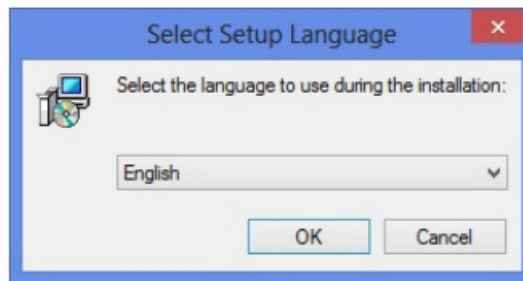 Select Setup Language
Select the language to use during the installation:
English
OK
Cancel